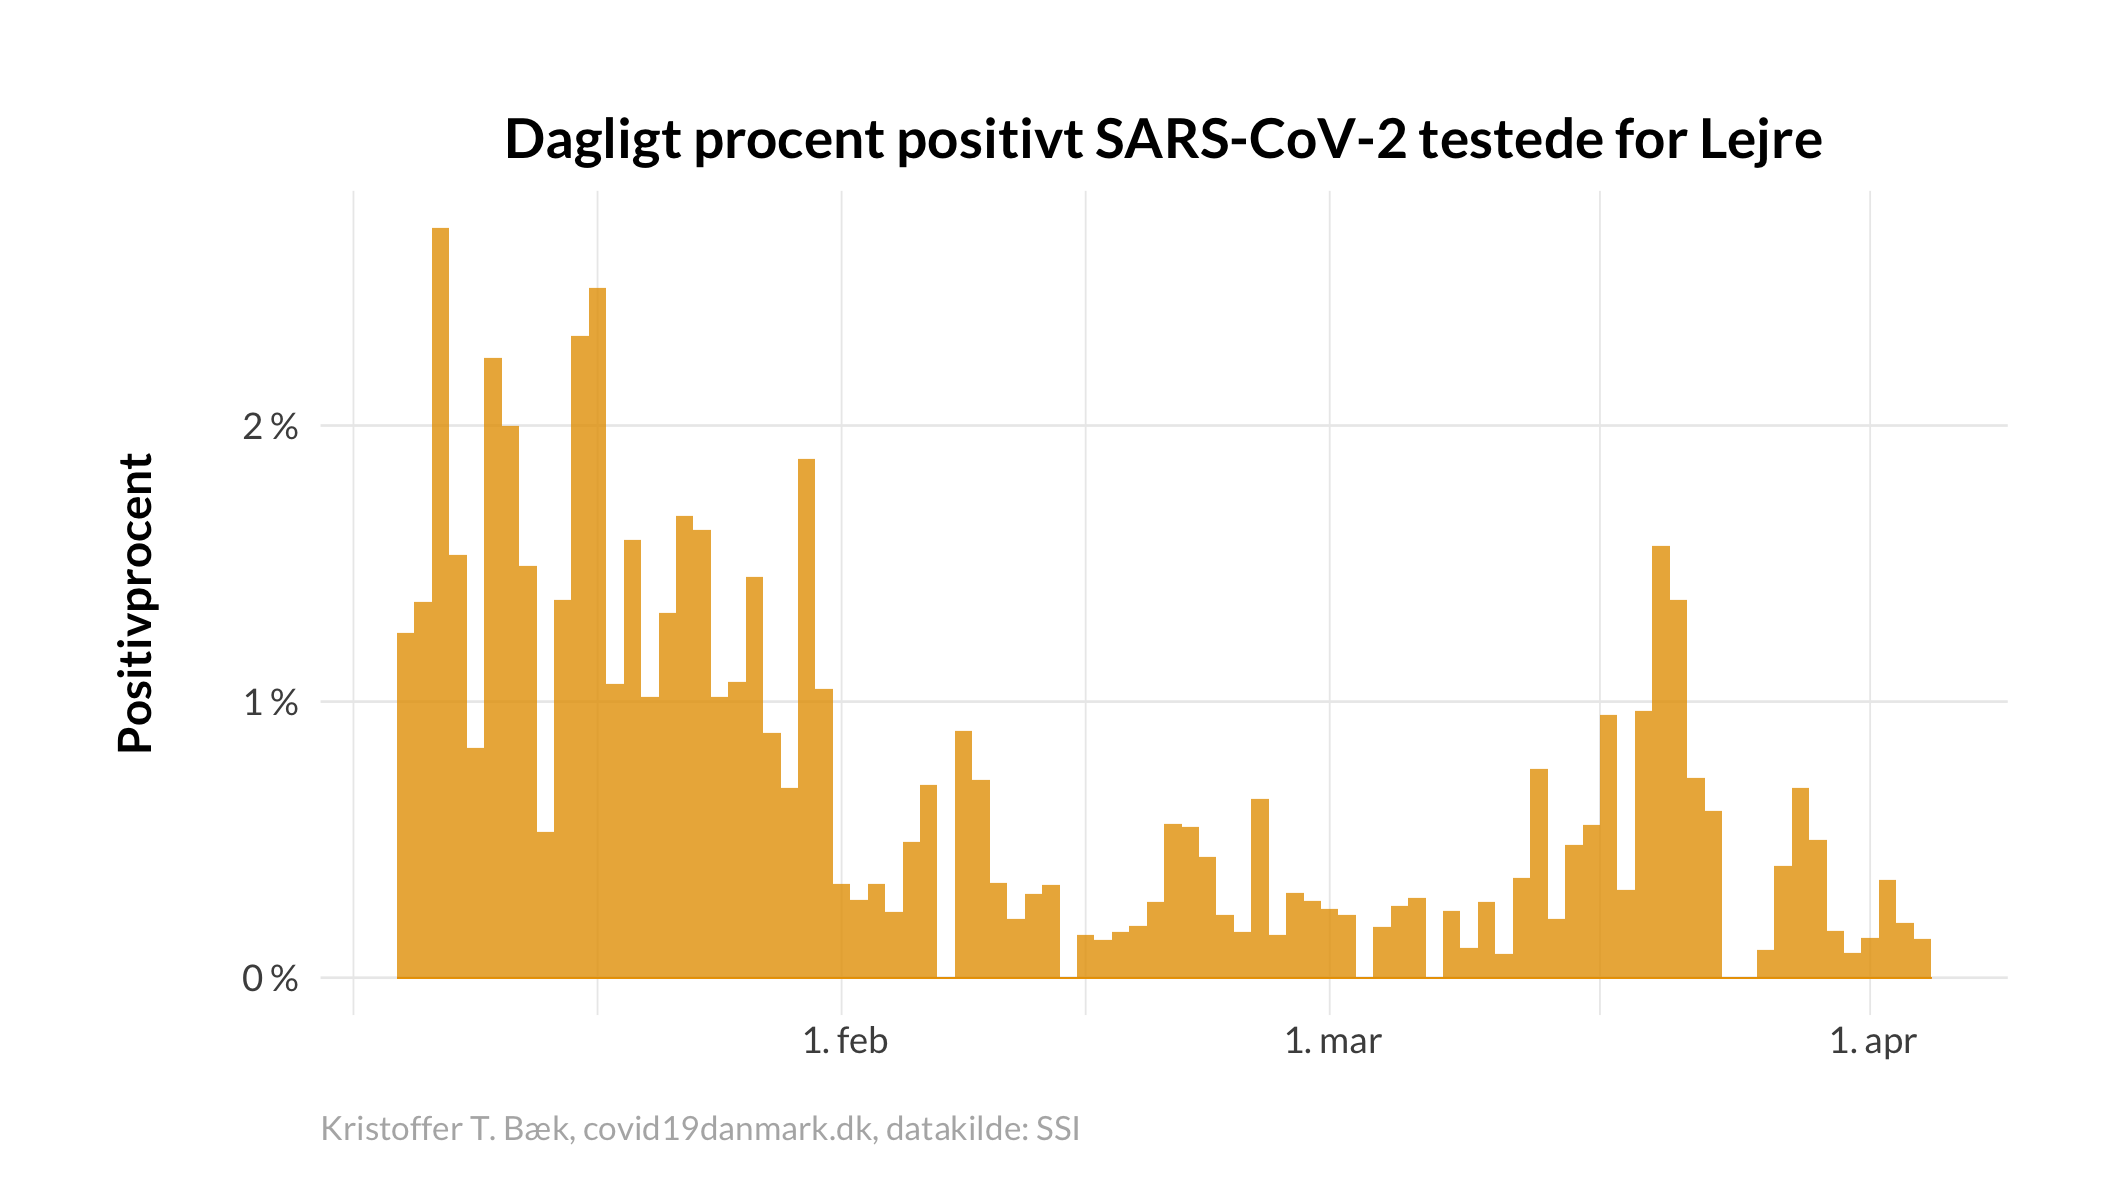 Dagligt procent positivt SARS-CoV-2 testede for Lejre
Positivprocent
2 %
1 %
0 %
1. feb
1. mar
1. apr
Kristoffer T. Bæk, covid19danmark.dk, datakilde: SSI